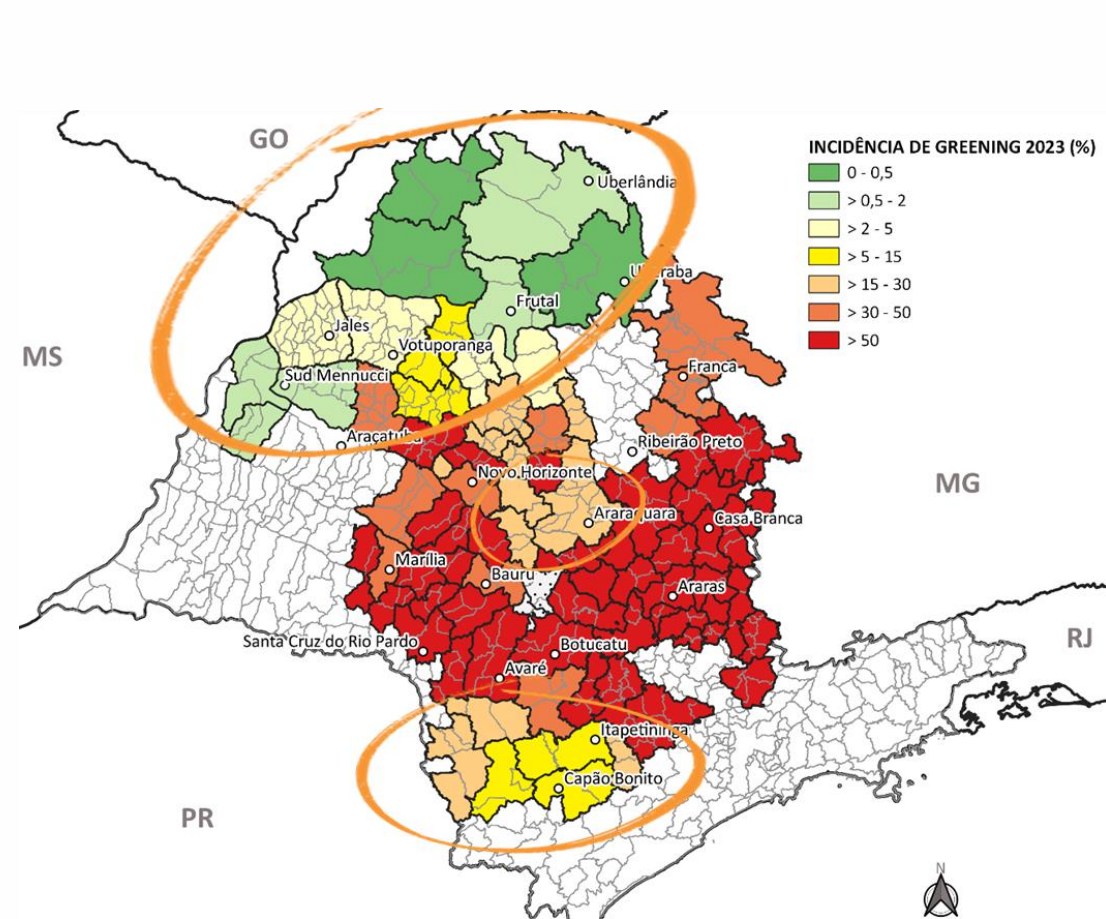 GO
INCIDÊNCIA DE GREENING 2023 (%)
0 - 0,5
> 0,5 - 2
> 2 - 5
> 5 - 15
> 15 - 30
> 30 - 50
> 50
Uberlândia
Uberaba
Frutal
Jales
MS
Votuporanga
Sud Mennucci
Franca
Araçatuba
Ribeirão Preto
Novo Horizonte
MG
Araraquara
Casa Branca
Marília
Bauru
Araras
RJ
Santa Cruz do Rio Pardo
Botucatu
Avaré
Itapetininga
Capão Bonito
PR
N